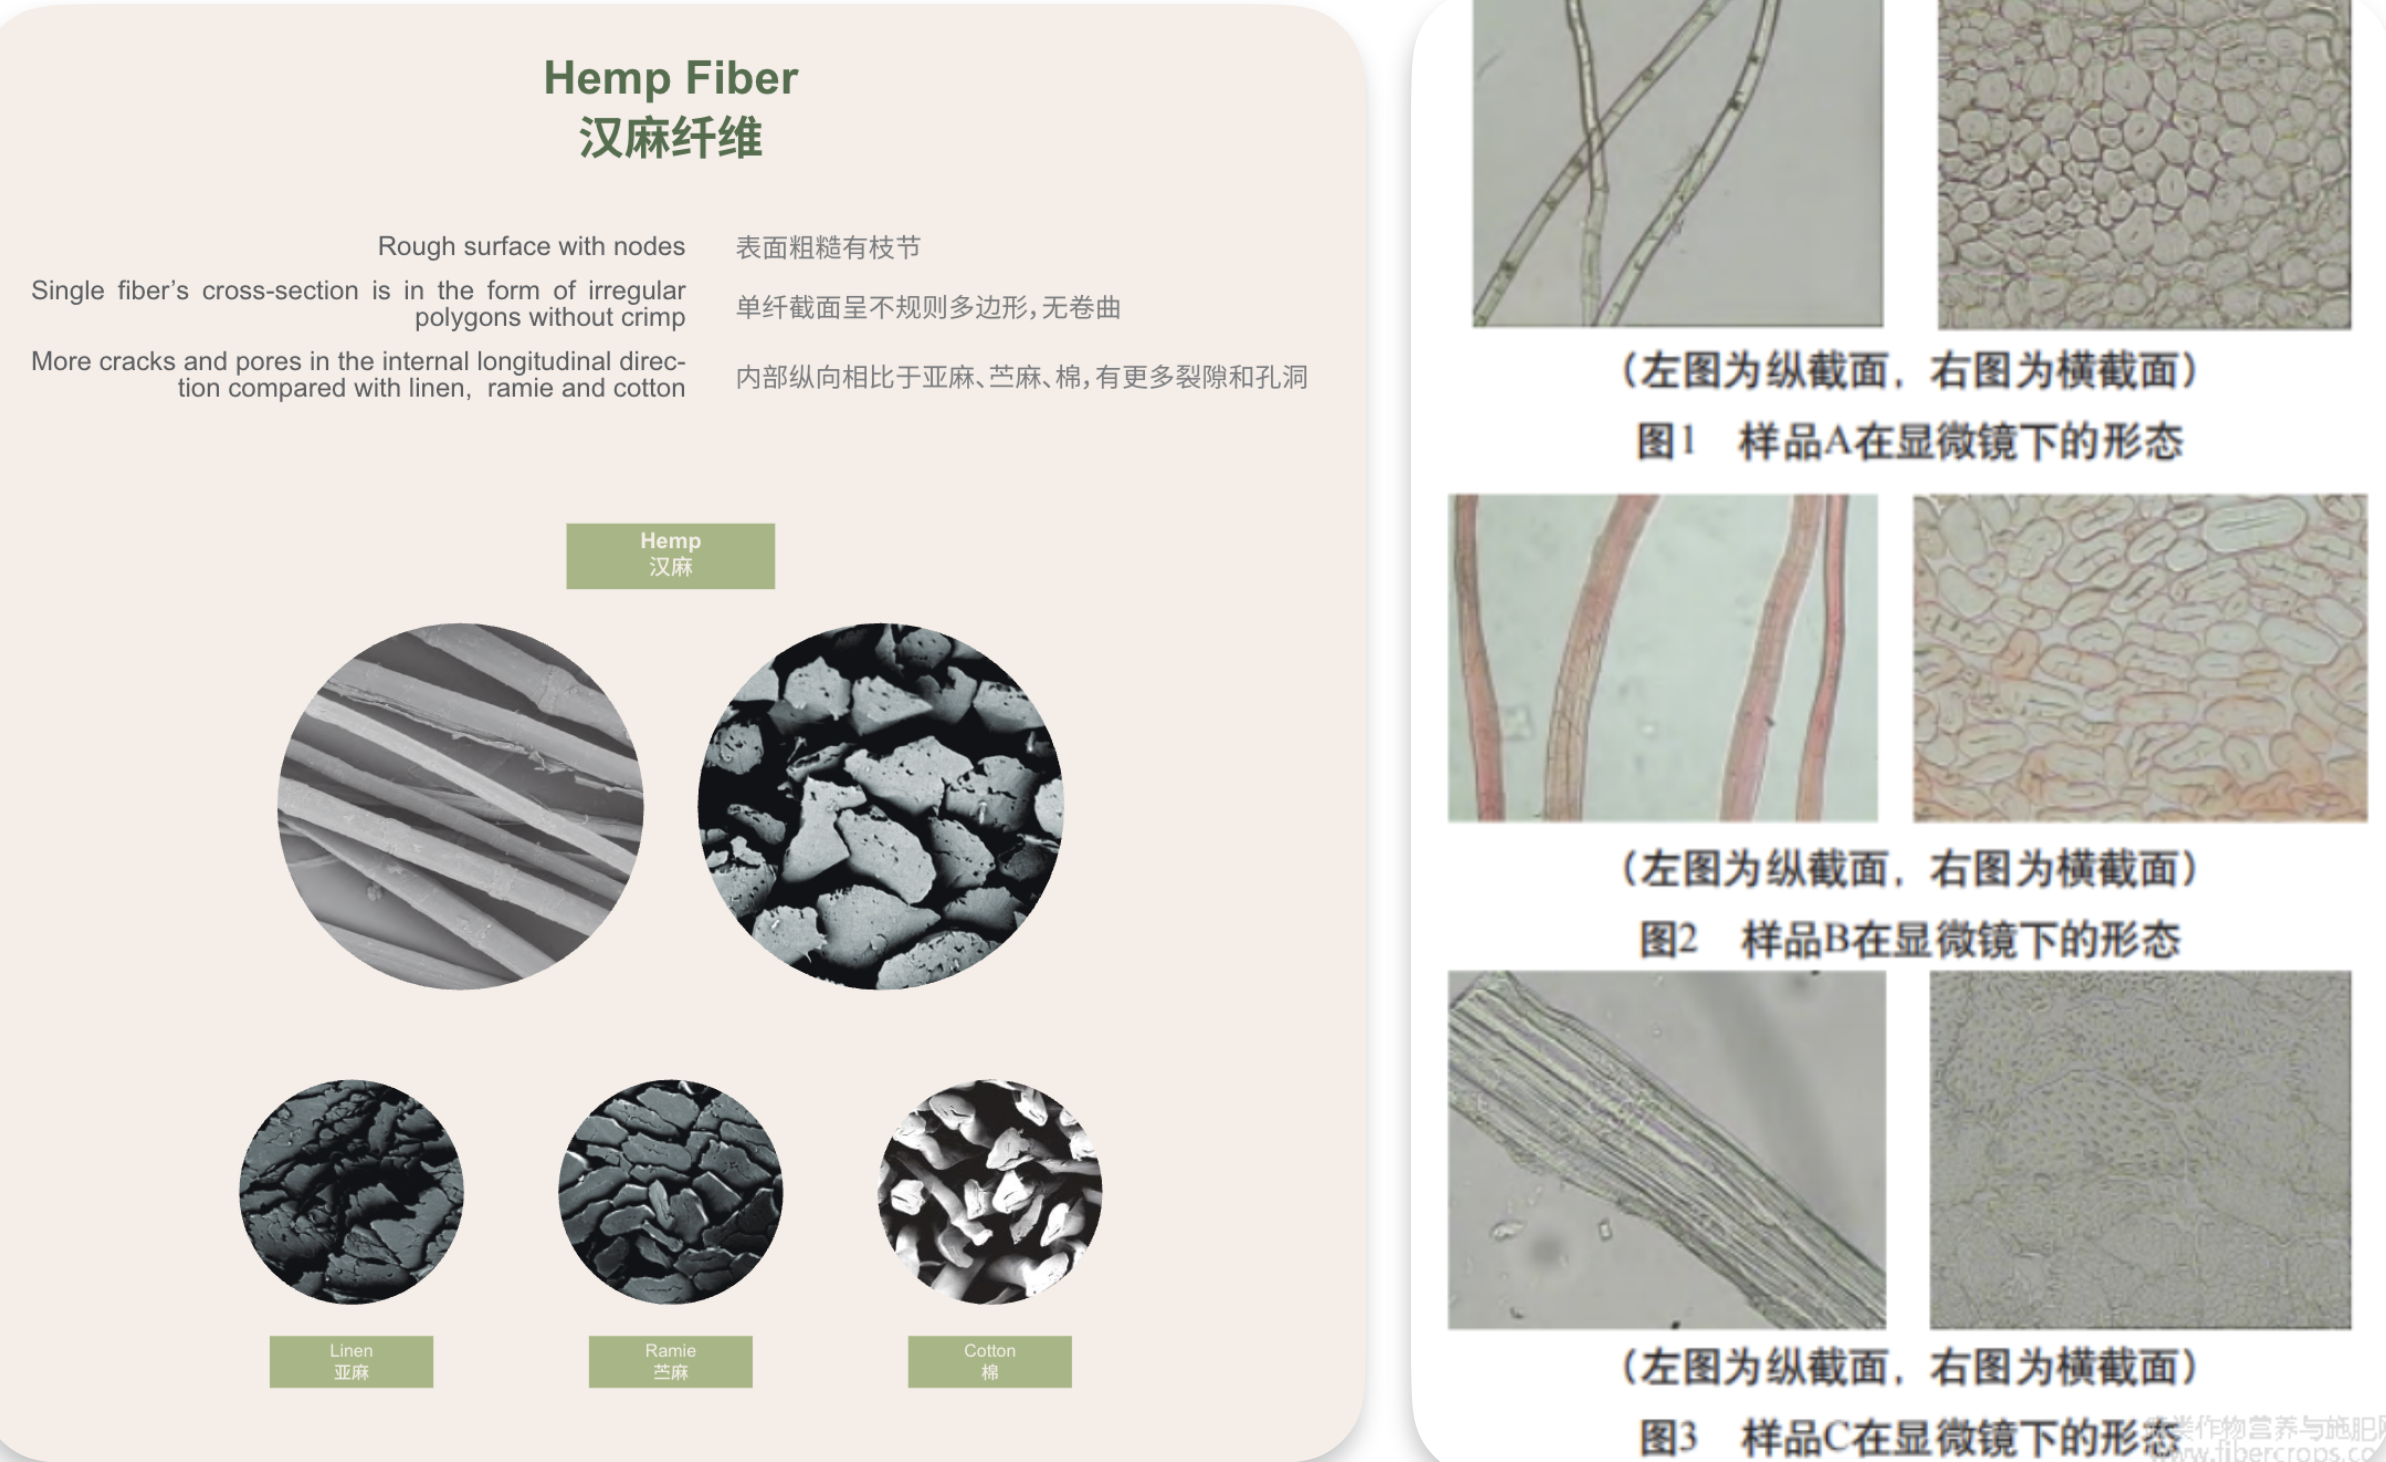 Hemp Fiber
汉麻纤维
Rough surface with nodes
表面粗糙有枝节
Single fiber’s cross-section is in the form of irregular
polygons without crimp
单纤截面呈不规则多边形，无卷曲
More cracks and pores in the internal longitudinal direc-
tion compared with linen, ramie and cotton
内部纵向相比于亚麻、苎麻、棉，有更多裂隙和孔洞
Hemp
汉麻
Linen
亚麻
Ramie
苎麻
Cotton
棉
（左图为纵截面，右图为横截面）
图1 样品A在显微镜下的形态
（左图为纵截面，右图为横截面）
图2 样品B在显微镜下的形态
（左图为纵截面，右图为横截面）
图3 样品C在显微镜下的形态
类作物营养与施肥
www.fibercrops.co